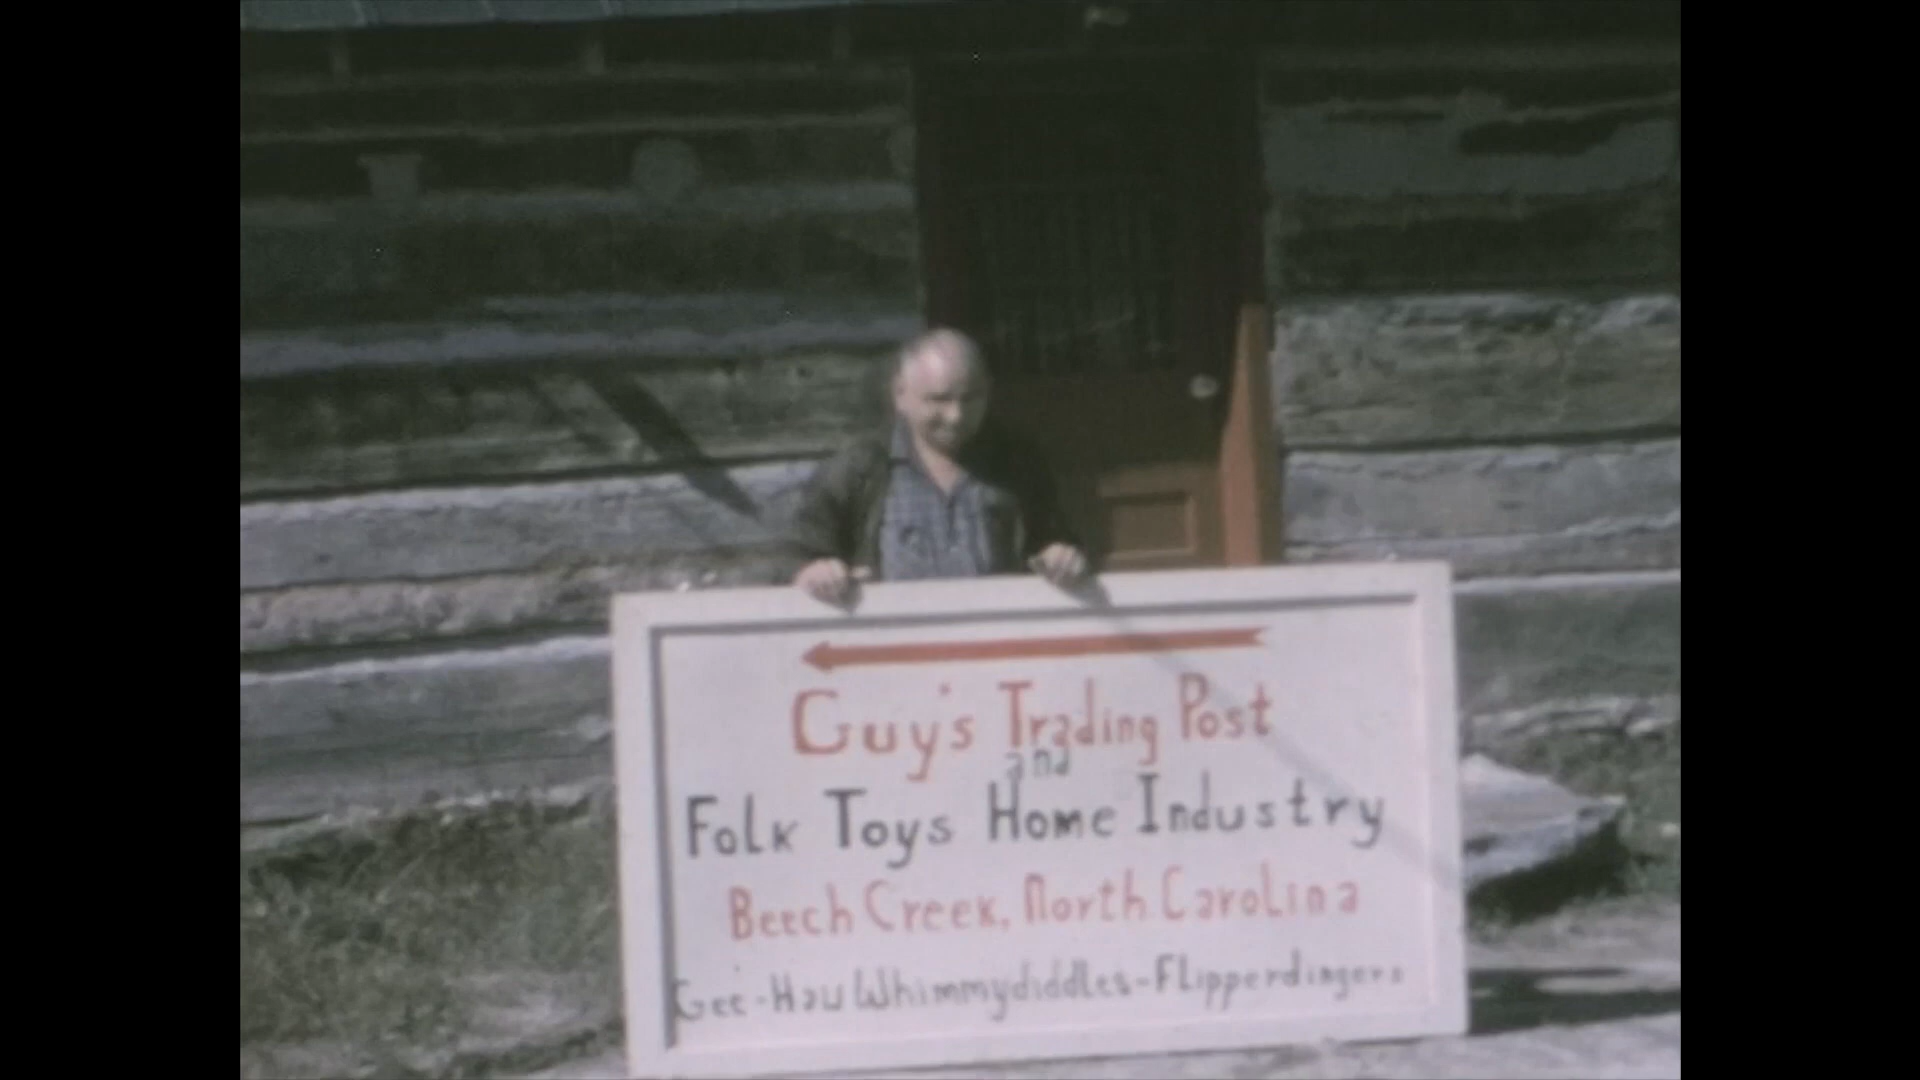 Guy's Trading Post
and
Folk Toys Home Industry
Beech Creek, North Carolina
Gee-Haw Whimmydiddles-Flipperdingers